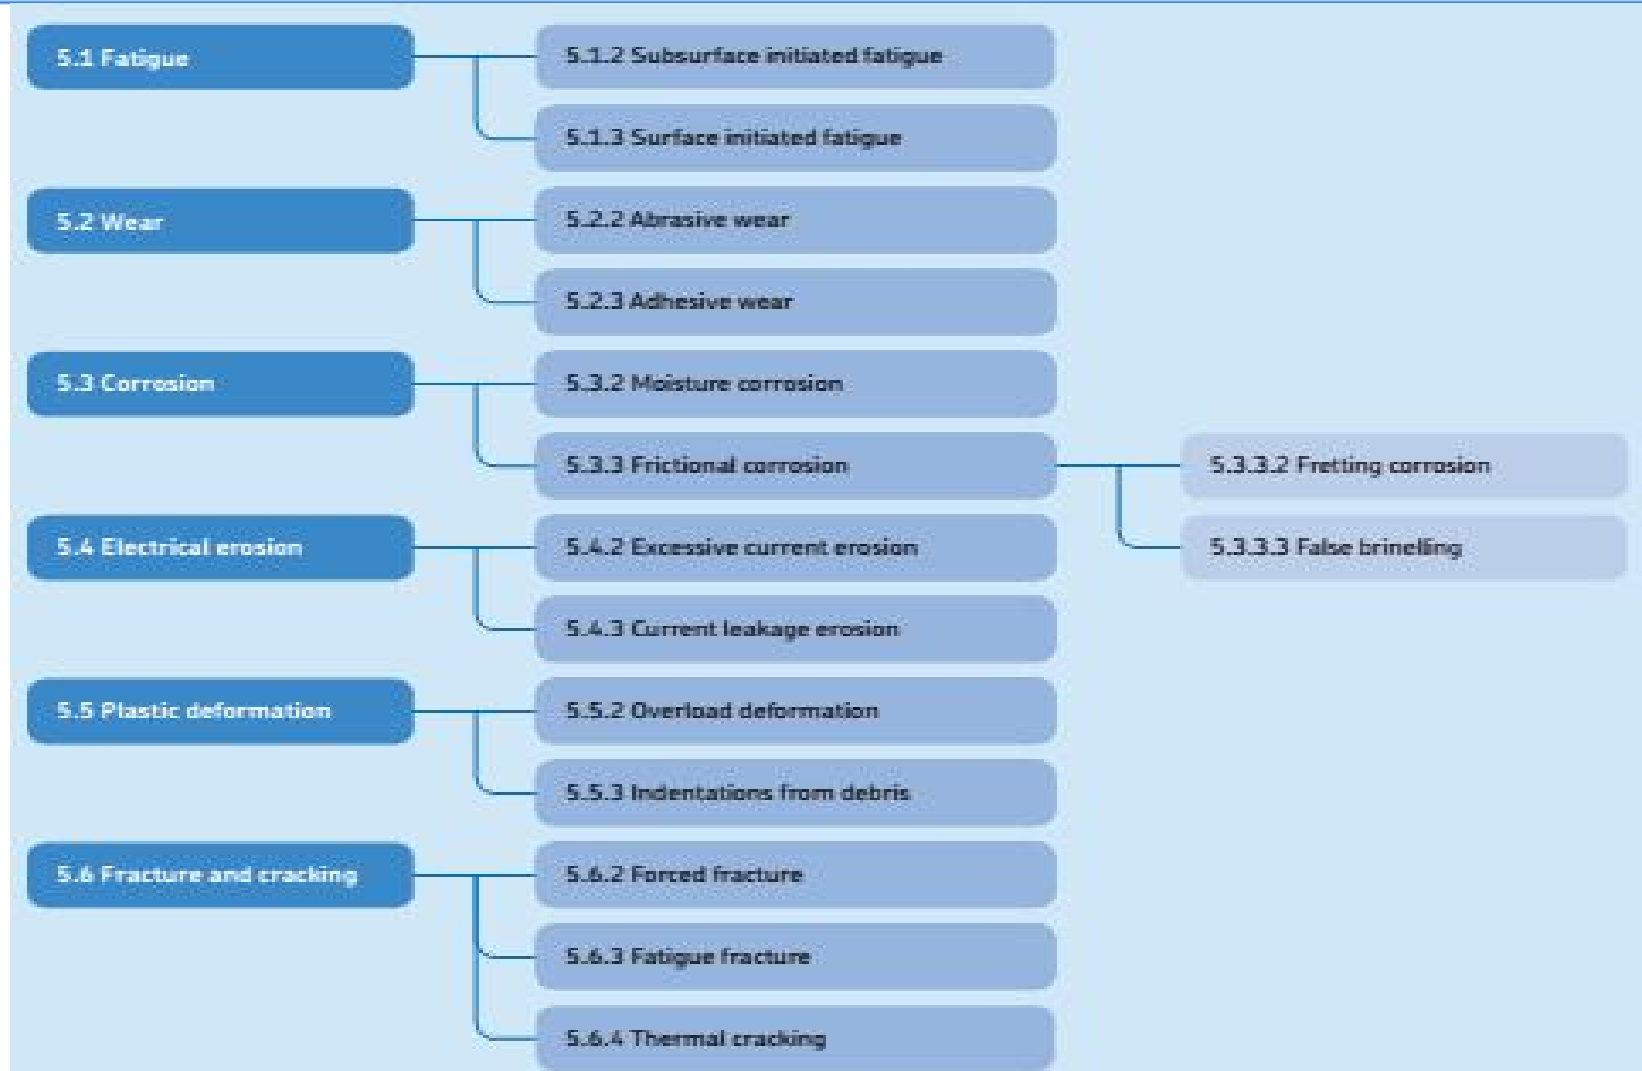 5.1 Fatigue
5.1.2 Subsurface initiated fatigue
5.1.3 Surface initiated fatigue
5.2 Wear
5.2.2 Abrasive wear
5.2.3 Adhesive wear
5.3 Corrosion
5.3.2 Moisture corrosion
5.3.3 Frictional corrosion
5.3.3.2 Fretting corrosion
5.3.3.3 False brinelling
5.4 Electrical erosion
5.4.2 Excessive current erosion
5.4.3 Current leakage erosion
5.5 Plastic deformation
5.5.2 Overload deformation
5.5.3 Indentations from debris
5.6 Fracture and cracking
5.6.2 Forced fracture
5.6.3 Fatigue fracture
5.6.4 Thermal cracking